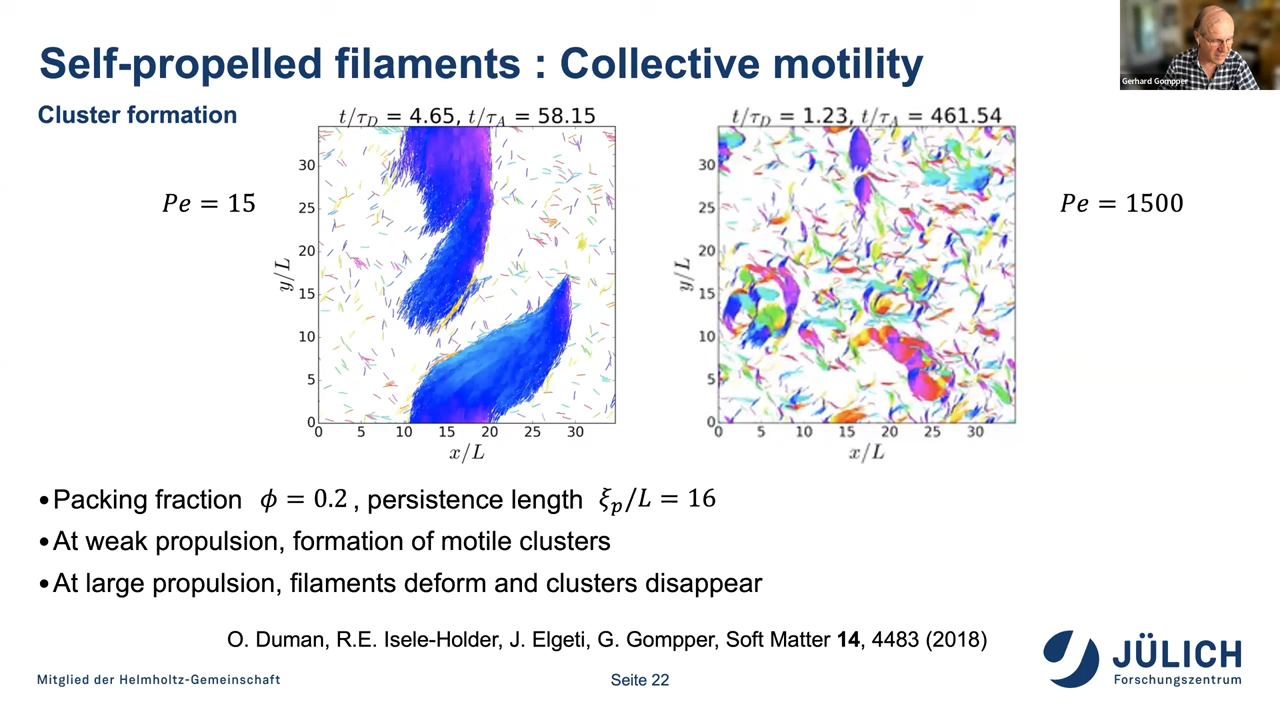 Self-propelled filaments : Collective motility
Gerhard Gompper
Cluster formation
t/τ_D = 4.65, t/τ_A = 58.15
t/τ_D = 1.23, t/τ_A = 461.54
Pe = 15
Pe = 1500
y/L
30
25
20
15
10
5
0
0 5 10 15 20 25 30
x/L
y/L
30
25
20
15
10
5
0
0 5 10 15 20 25 30
x/L
•Packing fraction ϕ = 0.2 , persistence length ξ_p/L = 16
•At weak propulsion, formation of motile clusters
•At large propulsion, filaments deform and clusters disappear
O. Duman, R.E. Isele-Holder, J. Elgeti, G. Gompper, Soft Matter 14, 4483 (2018)
Mitglied der Helmholtz-Gemeinschaft
Seite 22
JÜLICH
Forschungszentrum